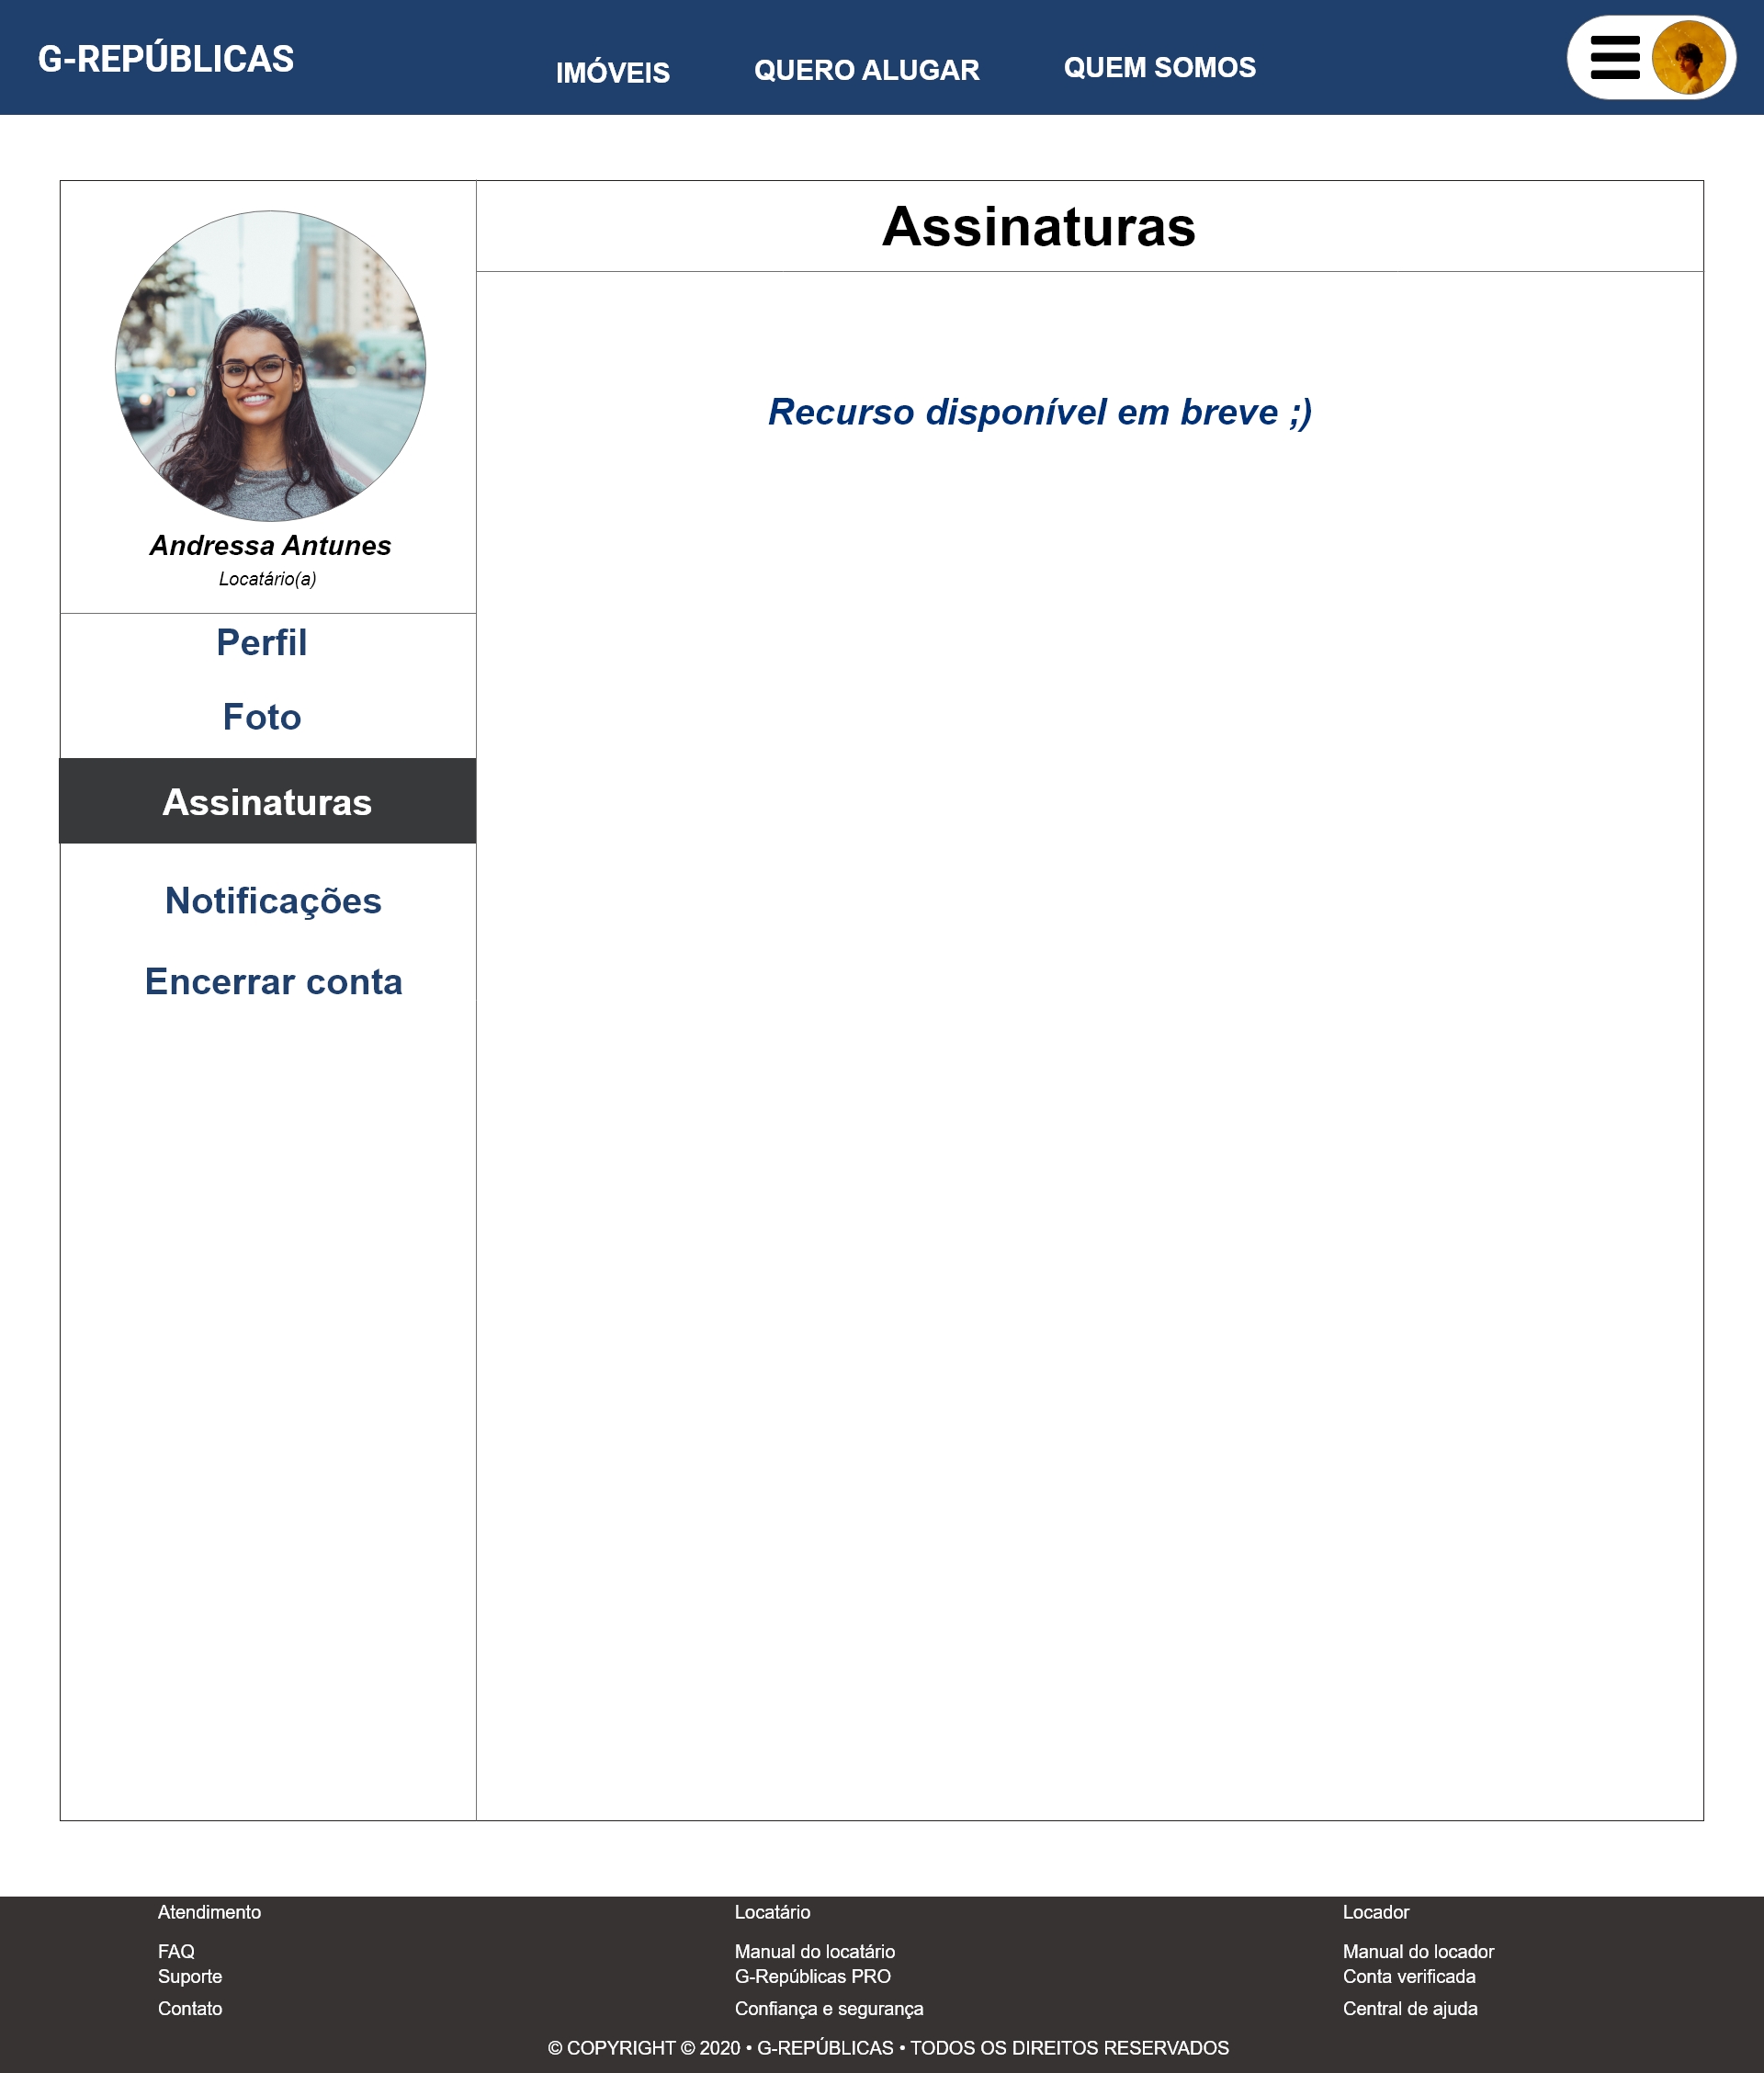 G-REPÚBLICAS
IMÓVEIS
QUERO ALUGAR
QUEM SOMOS
Assinaturas
Recurso disponível em breve ;)
Andressa Antunes
Locatário(a)
Perfil
Foto
Assinaturas
Notificações
Encerrar conta
Atendimento
FAQ
Suporte
Contato
Locatário
Manual do locatário
G-Repúblicas PRO
Confiança e segurança
Locador
Manual do locador
Conta verificada
Central de ajuda
© COPYRIGHT © 2020 • G-REPÚBLICAS • TODOS OS DIREITOS RESERVADOS